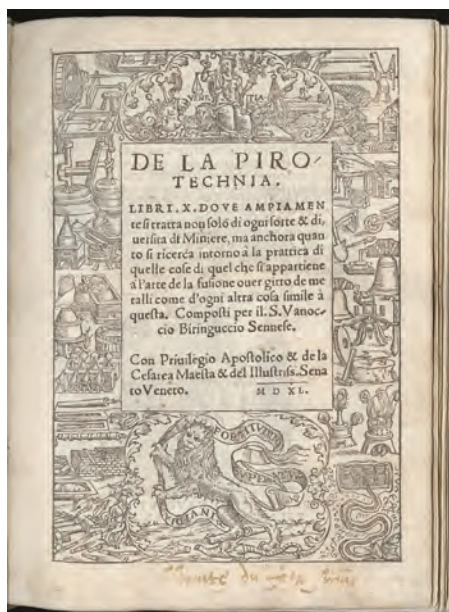 VENE TIA
DE LA PIRO⸗
TECHNIA.
LIBRI. X. DOVE AMPIAMEN
te si tratta non solo di ogni sorte & di⸗
uersita di Miniere, ma anchora quan
to si ricerca intorno à la prattica di
quelle cose di quel che si appartiene
a l'arte de la fusione ouer gitto de me
talli come d'ogni altra cosa simile à
questa. Composti per il. S. Vanoc⸗
cio Biringuccio Sennese.
Con Priuilegio Apostolico & de la
Cesarea Maesta & del Illustriss. Sena
to Veneto. M D XL.